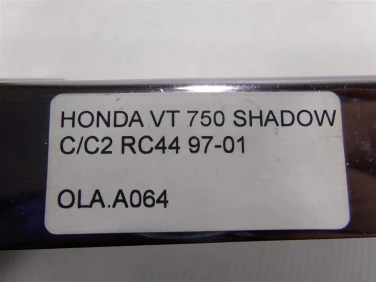 HONDA VT 750 SHADOW
C/C2 RC44 97-01
OLA.A064